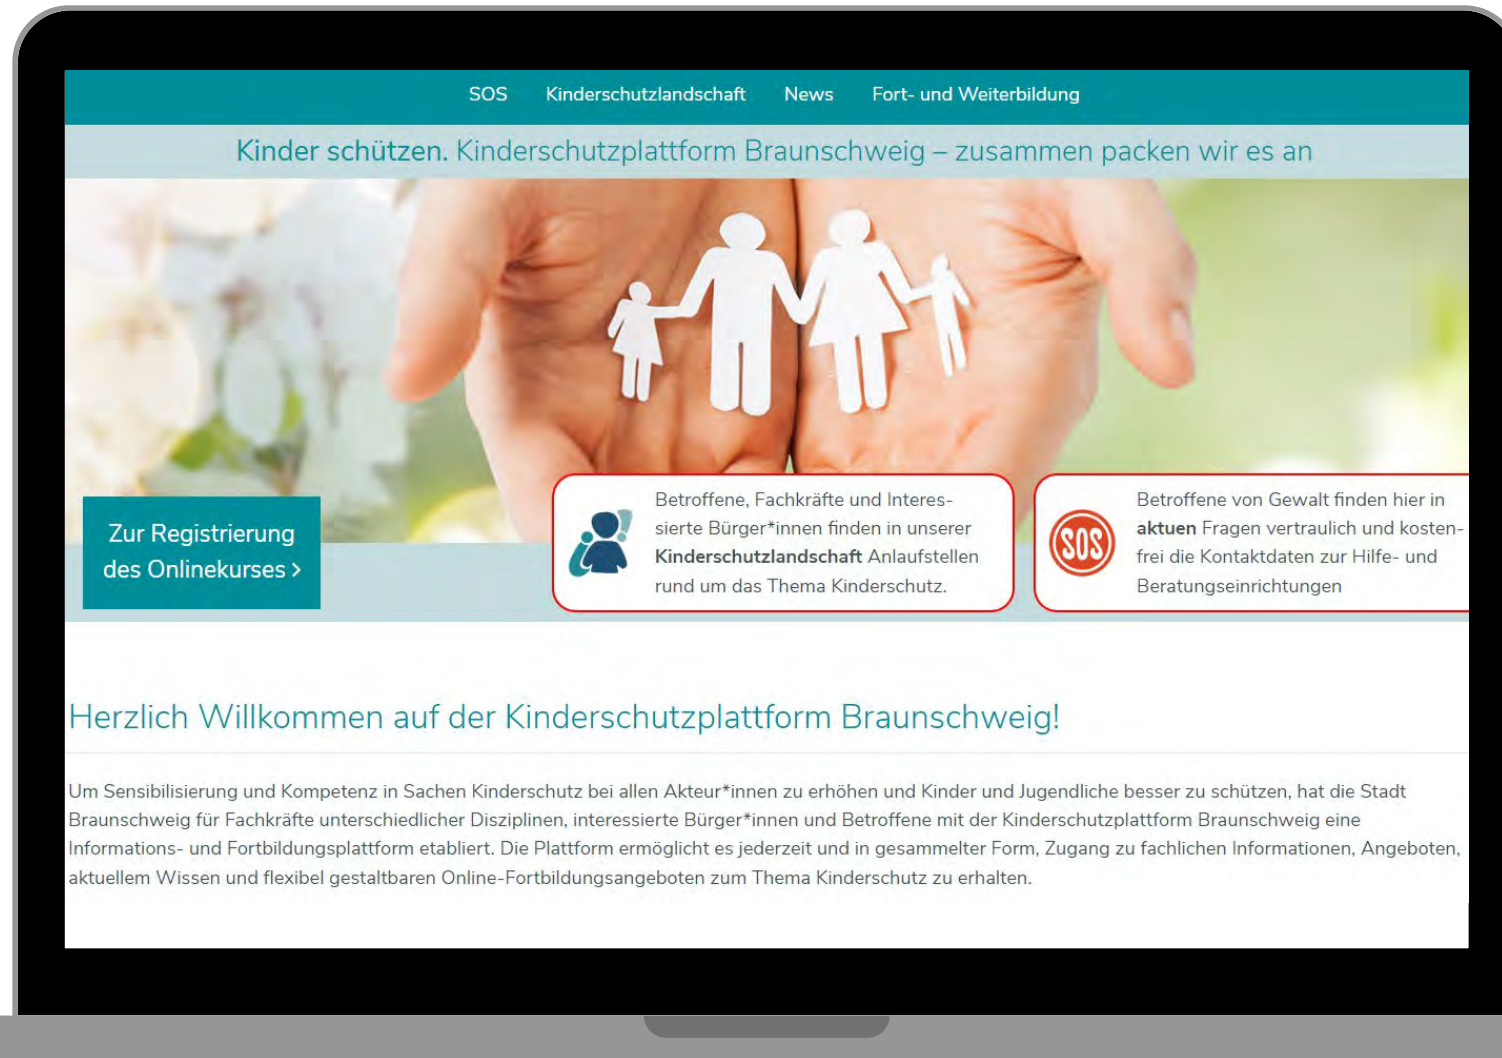 SOS Kinderschutzlandschaft News Fort- und Weiterbildung
Kinder schützen. Kinderschutzplattform Braunschweig – zusammen packen wir es an
Zur Registrierung
des Onlinekurses >
Betroffene, Fachkräfte und Interes-
sierte Bürger*innen finden in unserer
Kinderschutzlandschaft Anlaufstellen
rund um das Thema Kinderschutz.
SOS
Betroffene von Gewalt finden hier in
aktuen Fragen vertraulich und kosten-
frei die Kontaktdaten zur Hilfe- und
Beratungseinrichtungen
Herzlich Willkommen auf der Kinderschutzplattform Braunschweig!
Um Sensibilisierung und Kompetenz in Sachen Kinderschutz bei allen Akteur*innen zu erhöhen und Kinder und Jugendliche besser zu schützen, hat die Stadt
Braunschweig für Fachkräfte unterschiedlicher Disziplinen, interessierte Bürger*innen und Betroffene mit der Kinderschutzplattform Braunschweig eine
Informations- und Fortbildungsplattform etabliert. Die Plattform ermöglicht es jederzeit und in gesammelter Form, Zugang zu fachlichen Informationen, Angeboten,
aktuellem Wissen und flexibel gestaltbaren Online-Fortbildungsangeboten zum Thema Kinderschutz zu erhalten.